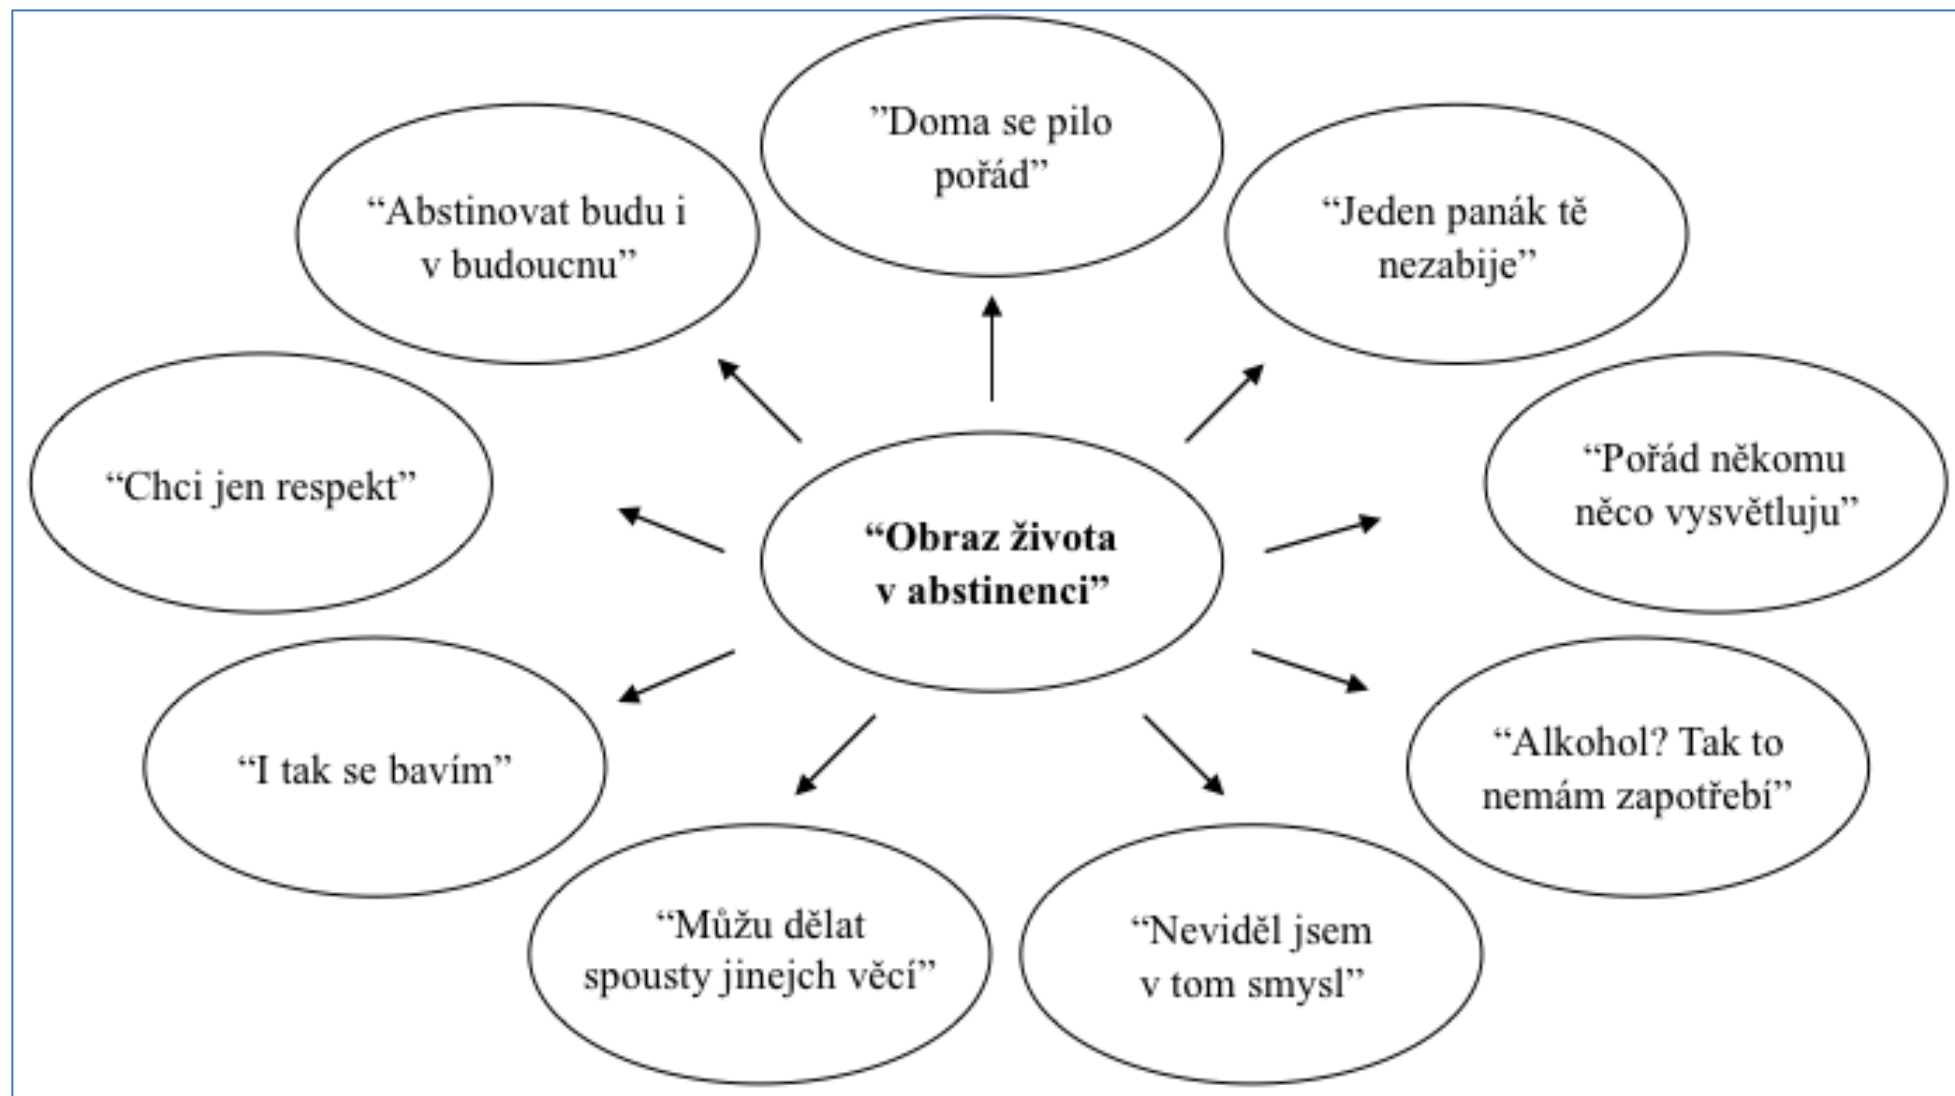 ”Doma se pilo
pořád”
“Abstinovat budu i
v budoucnu”
“Jeden panák tě
nezabije”
“Chci jen respekt”
“Pořád někomu
něco vysvětluju”
“Obraz života
v abstinenci”
“I tak se bavím”
“Alkohol? Tak to
nemám zapotřebí”
“Můžu dělat
spousty jinejch věcí”
“Neviděl jsem
v tom smysl”